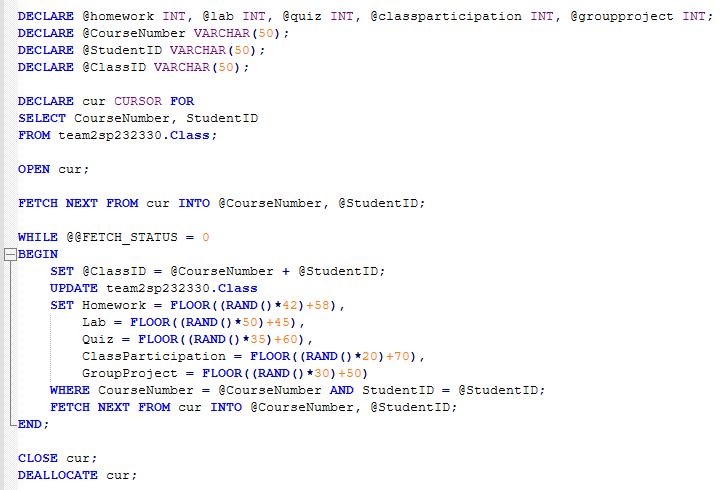 DECLARE @homework INT, @lab INT, @quiz INT, @classparticipation INT, @groupproject INT;
DECLARE @CourseNumber VARCHAR(50);
DECLARE @StudentID VARCHAR(50);
DECLARE @ClassID VARCHAR(50);

DECLARE cur CURSOR FOR
SELECT CourseNumber, StudentID
FROM team2sp232330.Class;

OPEN cur;

FETCH NEXT FROM cur INTO @CourseNumber, @StudentID;

WHILE @@FETCH_STATUS = 0
BEGIN
    SET @ClassID = @CourseNumber + @StudentID;
    UPDATE team2sp232330.Class
    SET Homework = FLOOR((RAND()*42)+58),
        Lab = FLOOR((RAND()*50)+45),
        Quiz = FLOOR((RAND()*35)+60),
        ClassParticipation = FLOOR((RAND()*20)+70),
        GroupProject = FLOOR((RAND()*30)+50)
    WHERE CourseNumber = @CourseNumber AND StudentID = @StudentID;
    FETCH NEXT FROM cur INTO @CourseNumber, @StudentID;
END;

CLOSE cur;
DEALLOCATE cur;